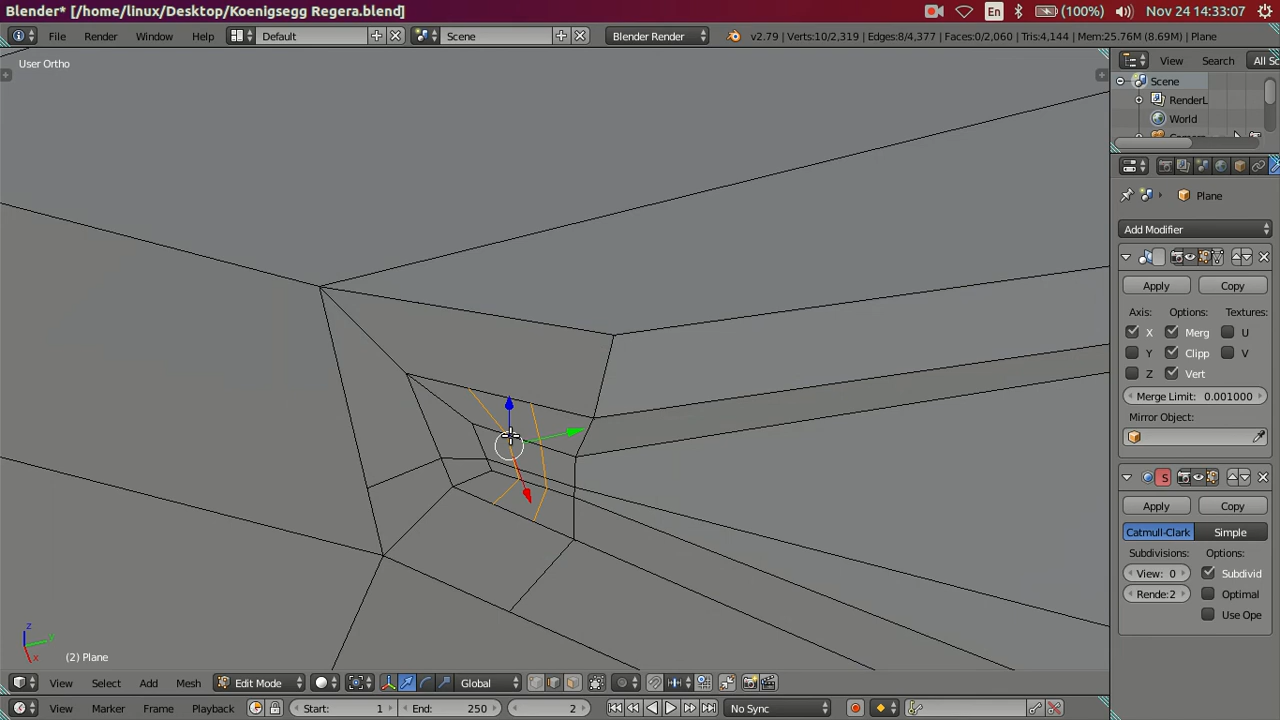 Blender* [/home/linux/Desktop/Koenigsegg Regera.blend]
En (100%) Nov 24 14:33:07
File Render Window Help Default Scene Blender Render v2.79 | Verts:10/2,319 | Edges:8/4,377 | Faces:0/2,060 | Tris:4,144 | Mem:25.76M (8.69M) | Plane
User Ortho
View Search All Sc
Scene
RenderL
World
Plane
Add Modifier
Apply Copy
Axis: Options: Textures:
X Merg U
Y Clipp V
Z Vert
Merge Limit: 0.001000
Mirror Object:
S
Apply Copy
Catmull-Clark Simple
Subdivisions: Options:
View: 0 Subdivid
Rende:2 Optimal
Use Ope
z
y
x
(2) Plane
View Select Add Mesh Edit Mode Global
View Marker Frame Playback Start: 1 End: 250 2 No Sync